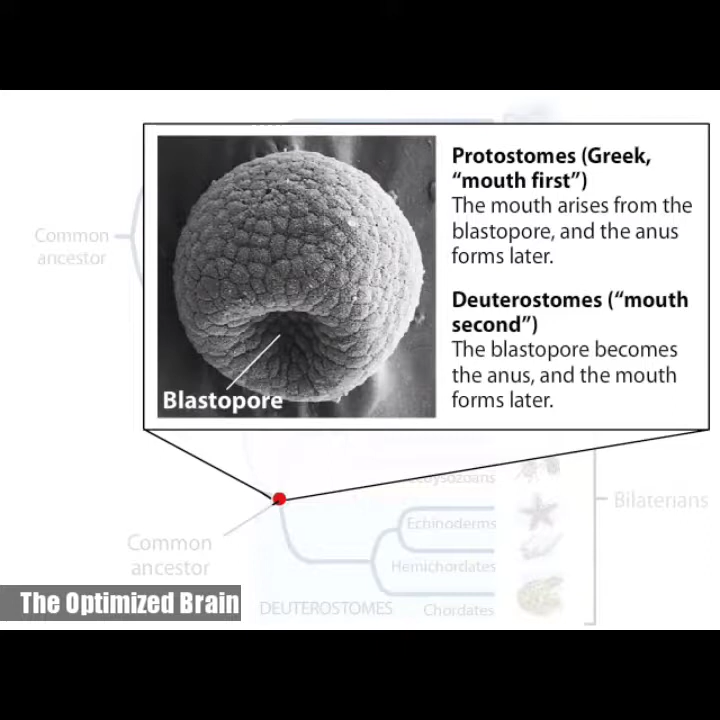 Common
ancestor
Blastopore
Protostomes (Greek,
“mouth first”)
The mouth arises from the
blastopore, and the anus
forms later.
Deuterostomes (“mouth
second”)
The blastopore becomes
the anus, and the mouth
forms later.
Bilaterians
Echinoderms
Common
ancestor
Hemichordates
The Optimized Brain
DEUTEROSTOMES
Chordates